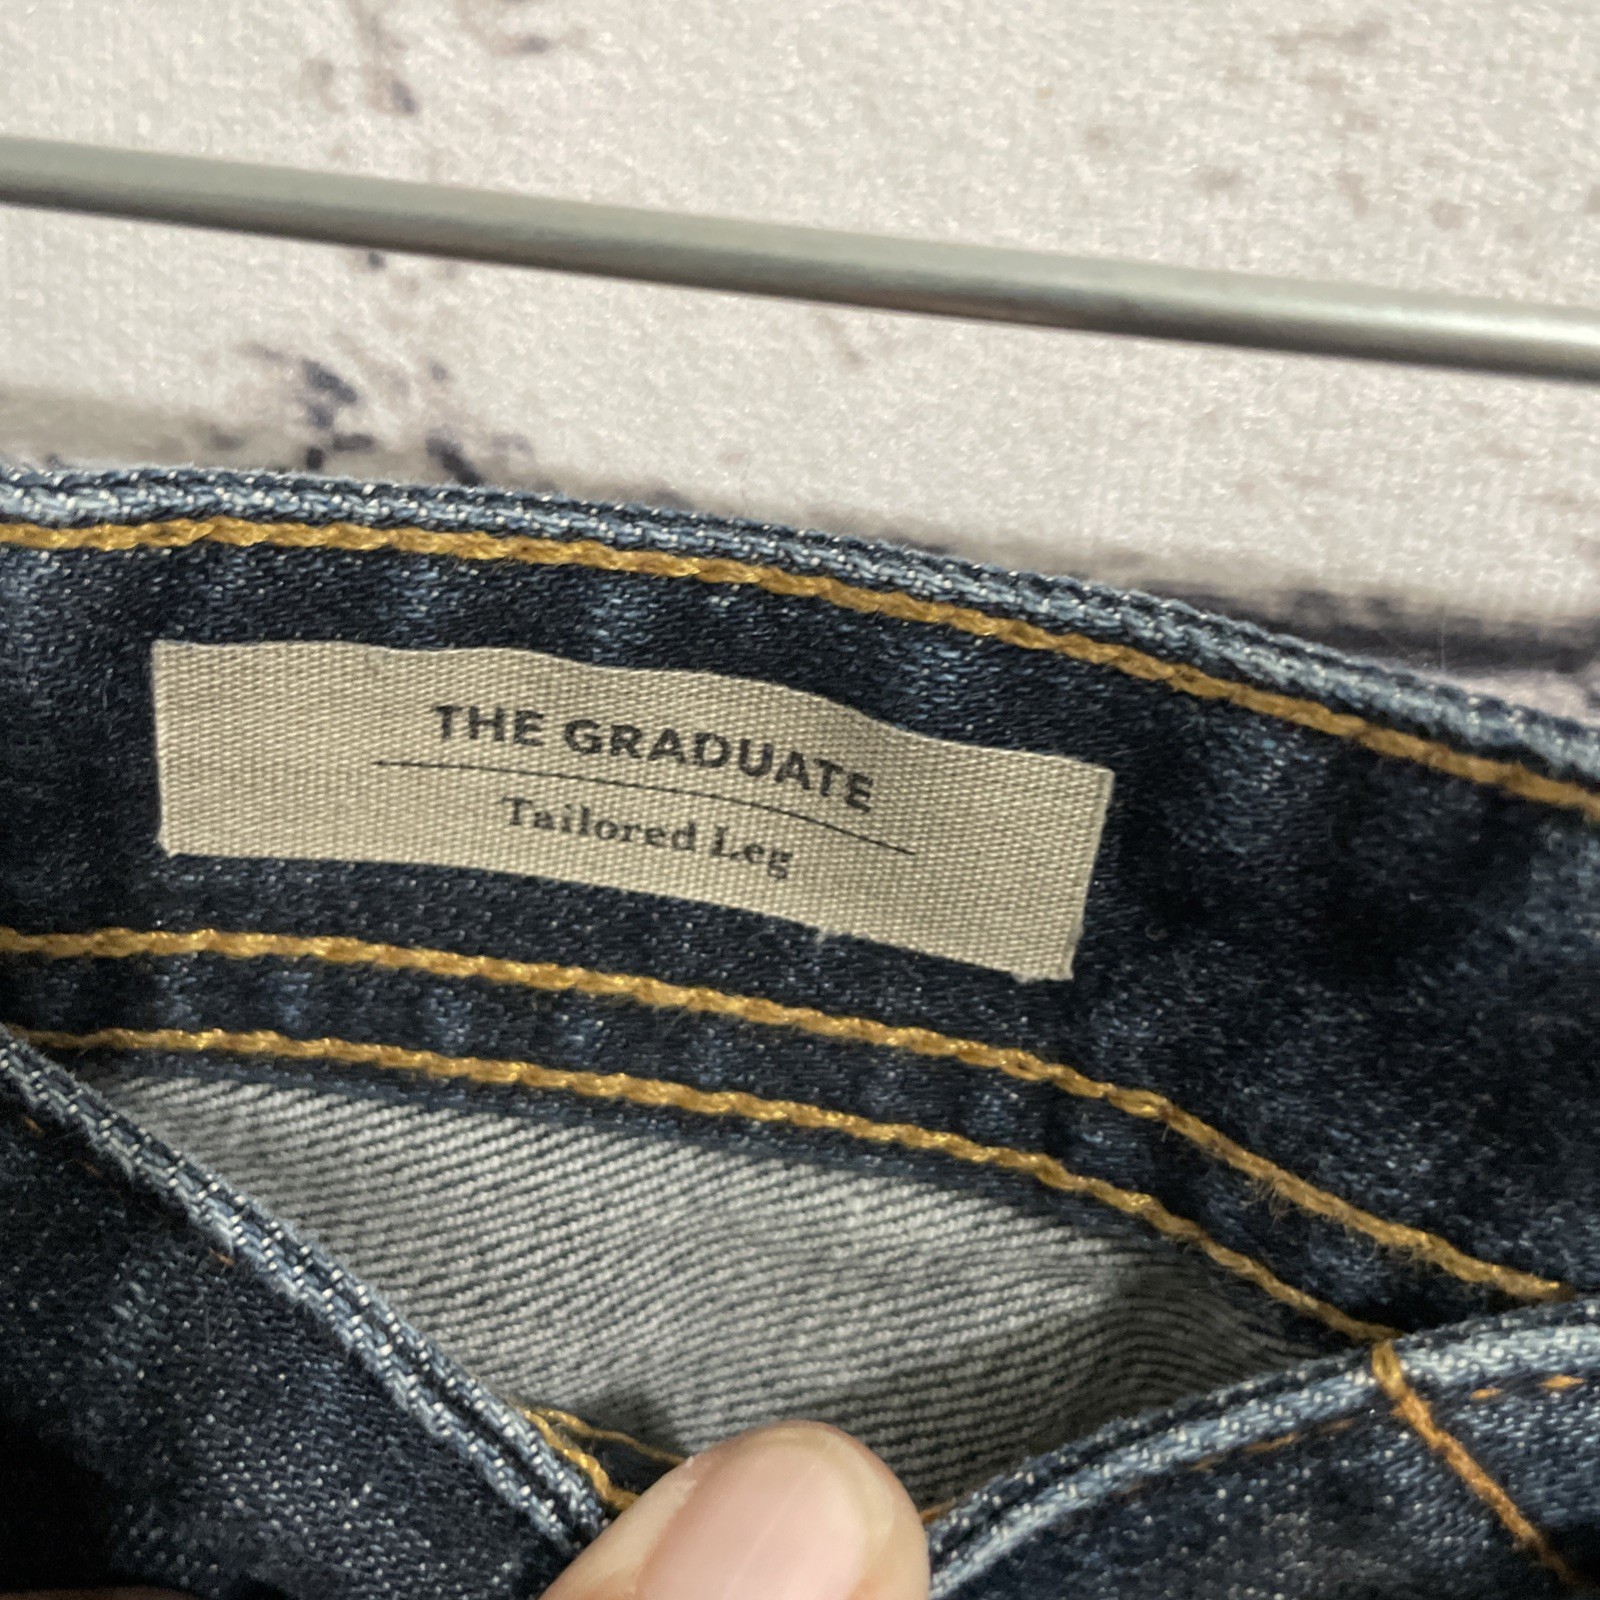 THE GRADUATE
Tailored Leg